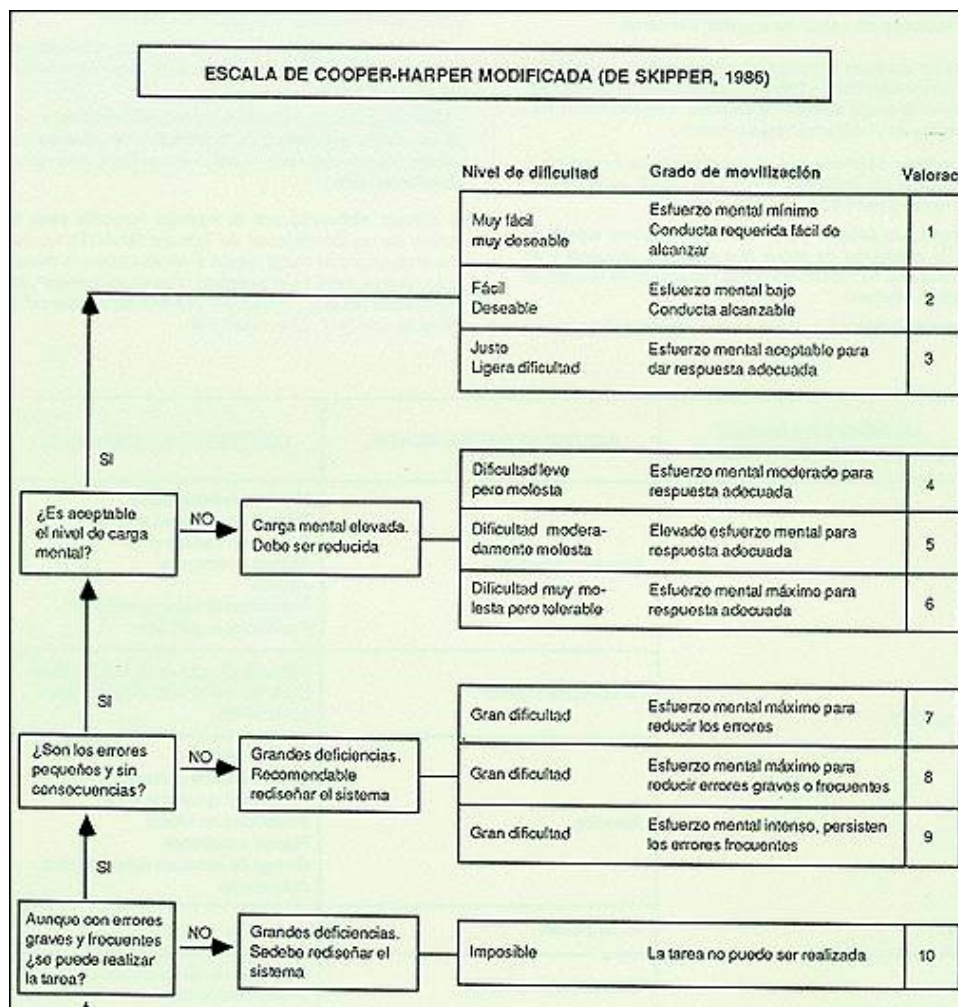 ESCALA DE COOPER-HARPER MODIFICADA (DE SKIPPER, 1986)
Nivel de dificultad
Grado de movilización
Valorac
Muy fácil
muy deseable
Esfuerzo mental mínimo
Conducta requerida fácil de
alcanzar
1
Fácil
Deseable
Esfuerzo mental bajo
Conducta alcanzable
2
Justo
Ligera dificultad
Esfuerzo mental aceptable para
dar respuesta adecuada
3
SI
¿Es aceptable
el nivel de carga
mental?
NO
Carga mental elevada.
Debe ser reducida
Dificultad leve
pero molesta
Esfuerzo mental moderado para
respuesta adecuada
4
Dificultad modera-
damente molesta
Elevado esfuerzo mental para
respuesta adecuada
5
Dificultad muy mo-
lesta pero tolerable
Esfuerzo mental máximo para
respuesta adecuada
6
SI
¿Son los errores
pequeños y sin
consecuencias?
NO
Grandes deficiencias.
Recomendable
rediseñar el sistema
Gran dificultad
Esfuerzo mental máximo para
reducir los errores
7
Gran dificultad
Esfuerzo mental máximo para
reducir errores graves o frecuentes
8
Gran dificultad
Esfuerzo mental intenso, persisten
los errores frecuentes
9
SI
Aunque con errores
graves y frecuentes
¿se puede realizar
la tarea?
NO
Grandes deficiencias.
Sedebe rediseñar el
sistema
Imposible
La tarea no puede ser realizada
10